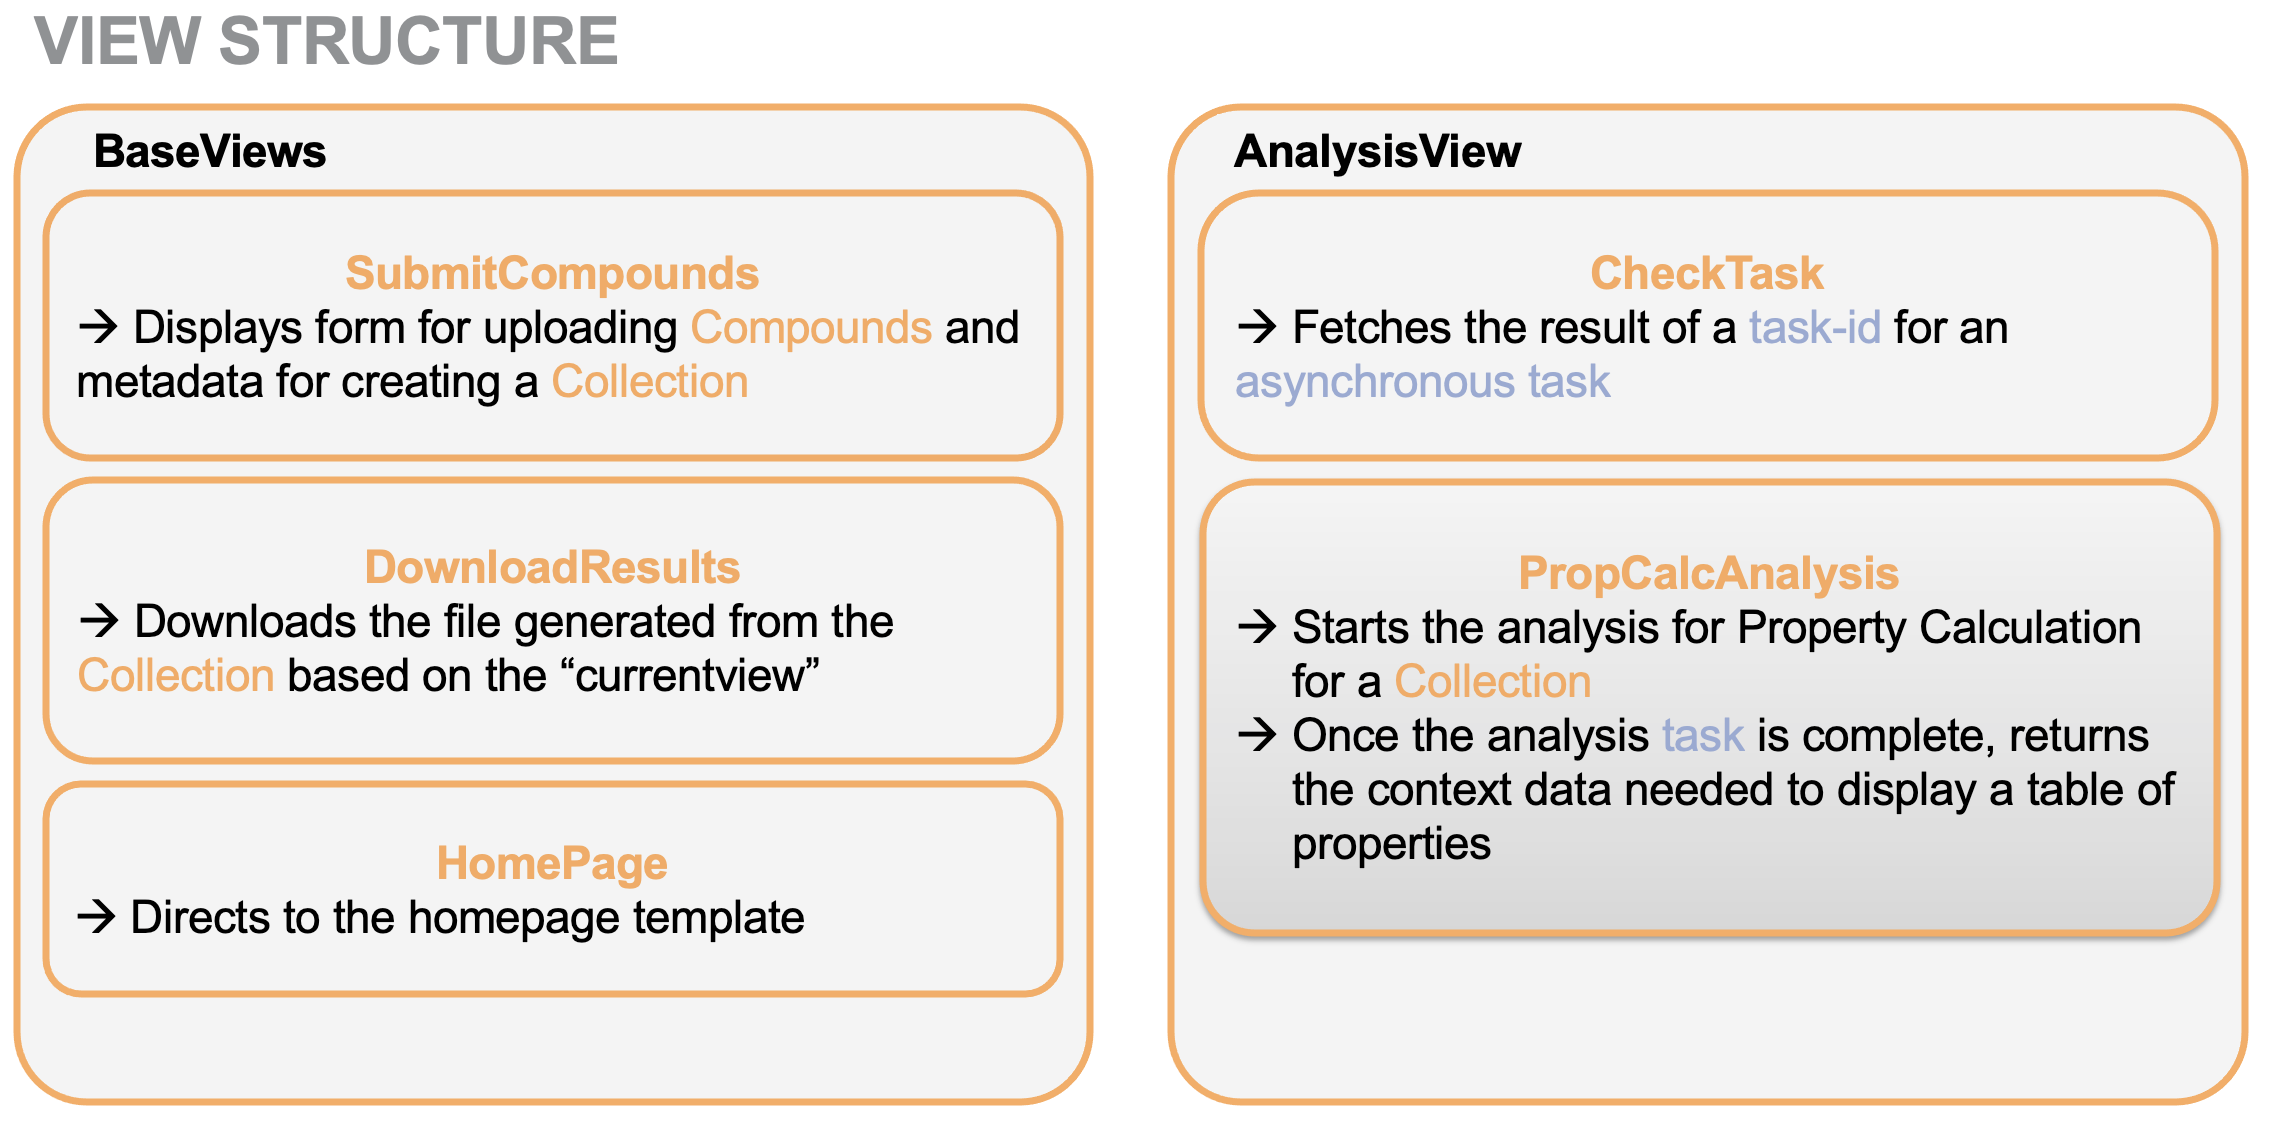 VIEW STRUCTURE
BaseViews
SubmitCompounds
→ Displays form for uploading Compounds and
metadata for creating a Collection
DownloadResults
→ Downloads the file generated from the
Collection based on the “currentview”
HomePage
→ Directs to the homepage template
AnalysisView
CheckTask
→ Fetches the result of a task-id for an
asynchronous task
PropCalcAnalysis
→ Starts the analysis for Property Calculation
for a Collection
→ Once the analysis task is complete, returns
the context data needed to display a table of
properties